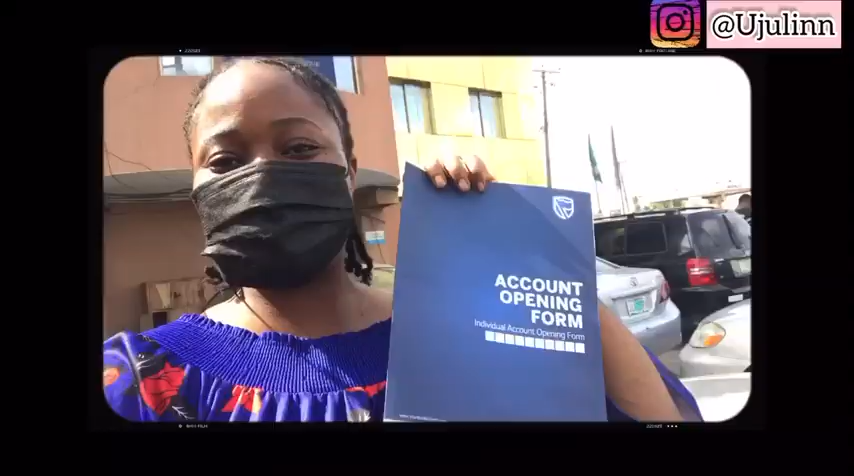 @Ujulinn
ACCOUNT
OPENING
FORM
Individual Account Opening Form